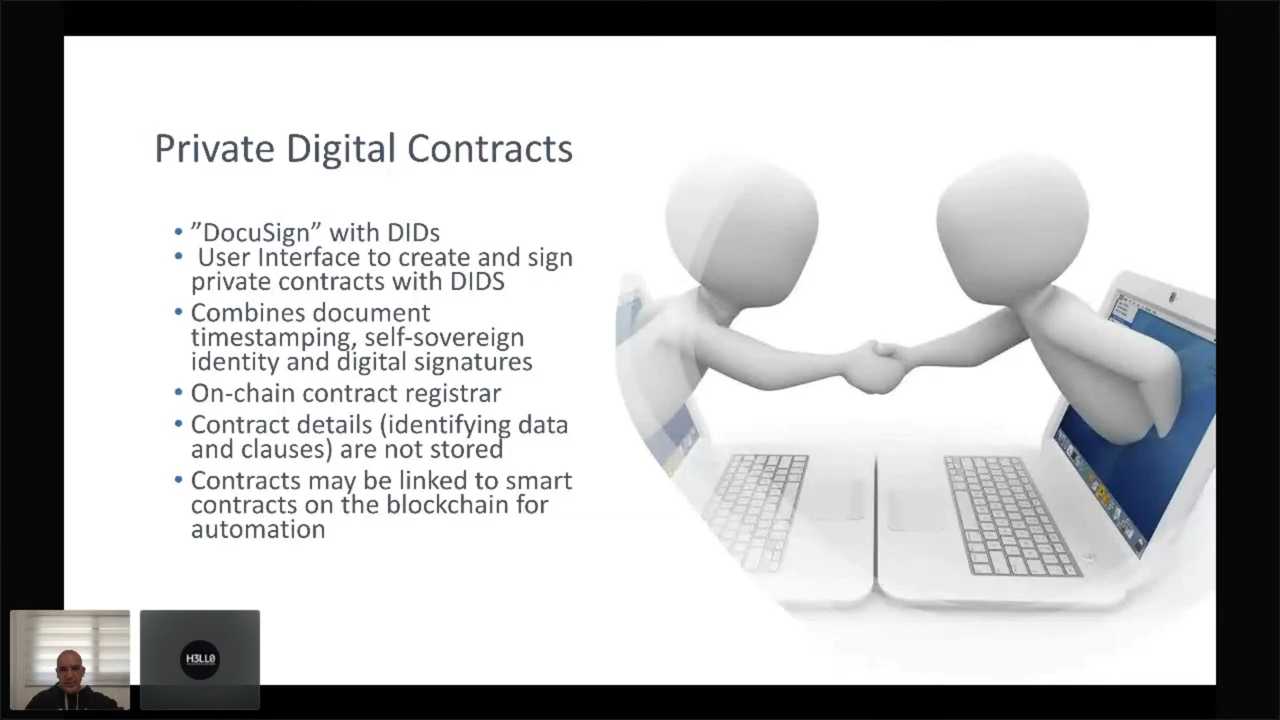 Private Digital Contracts
• ”DocuSign” with DIDs
• User Interface to create and sign
private contracts with DIDS
• Combines document
timestamping, self-sovereign
identity and digital signatures
• On-chain contract registrar
• Contract details (identifying data
and clauses) are not stored
• Contracts may be linked to smart
contracts on the blockchain for
automation
H3LL0